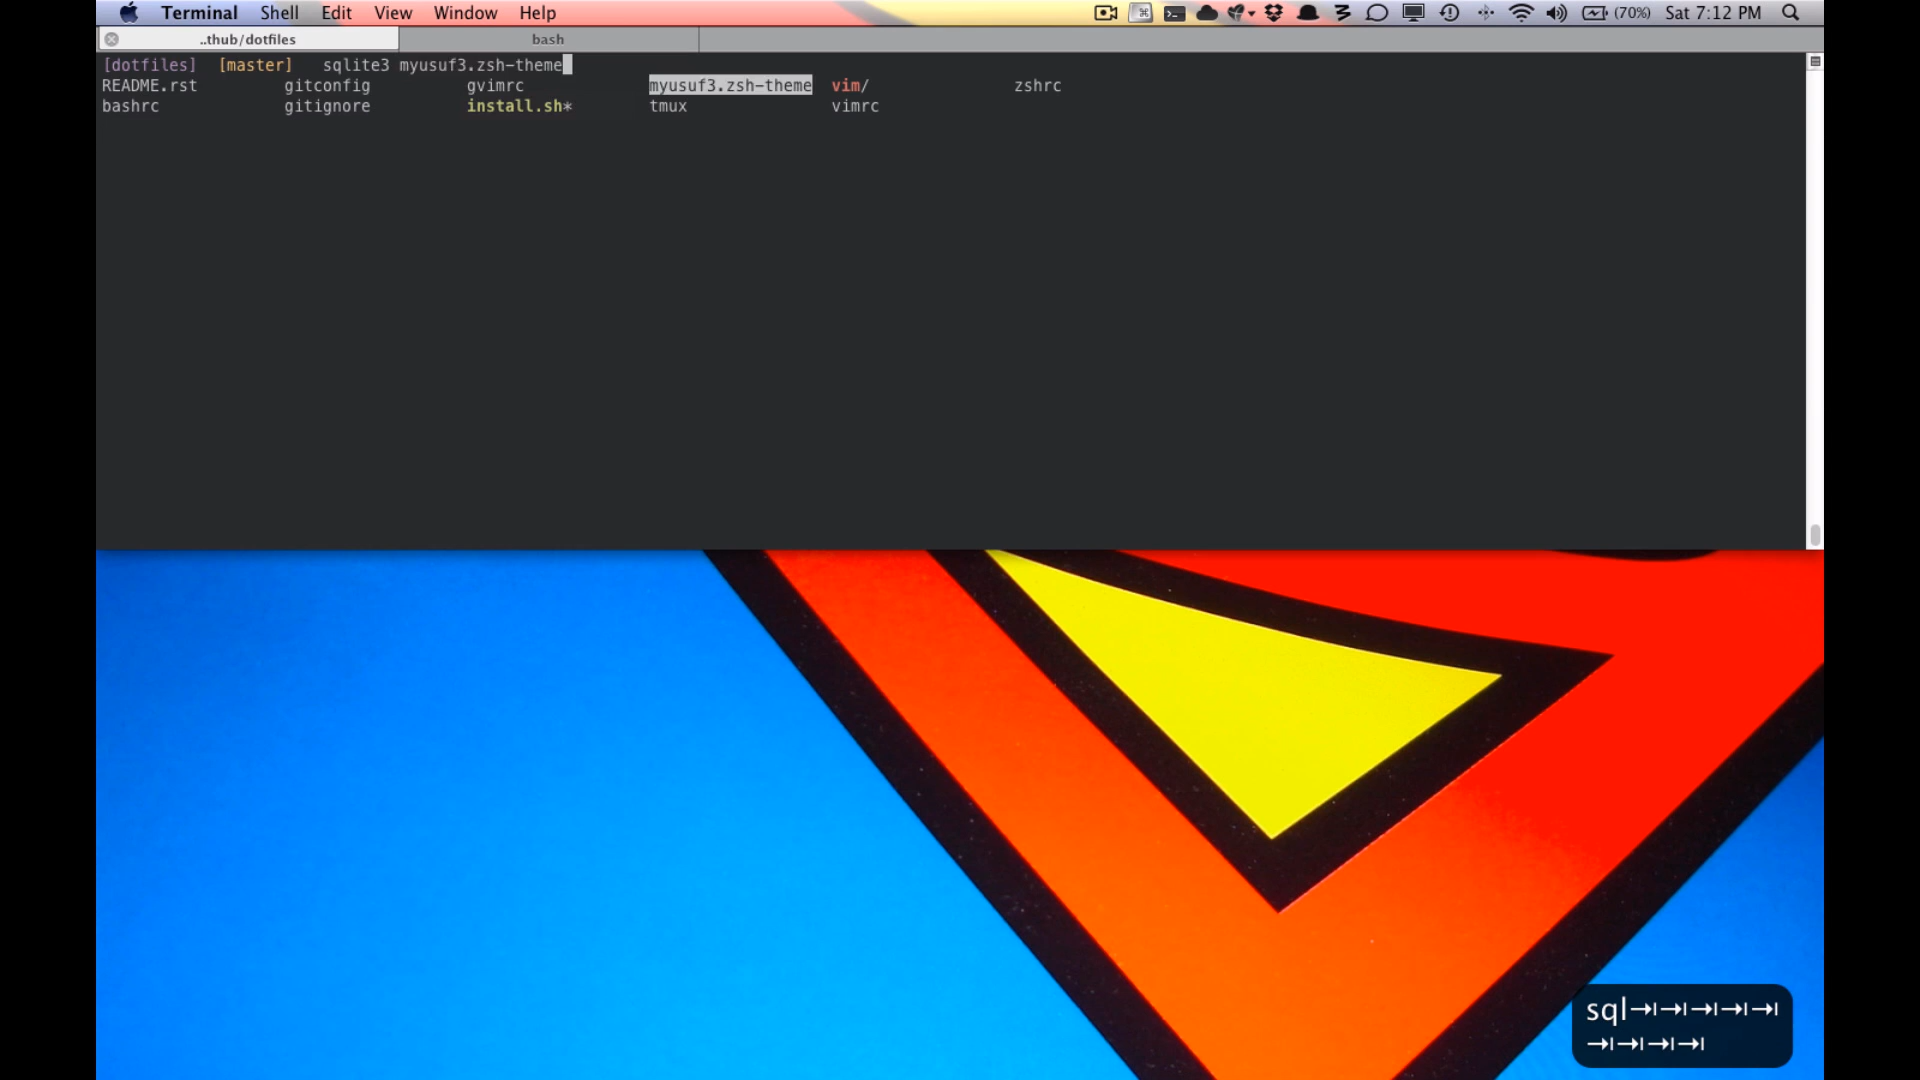 Terminal Shell Edit View Window Help (70%) Sat 7:12 PM
..thub/dotfiles bash
[dotfiles] [master] sqlite3 myusuf3.zsh-theme
README.rst gitconfig gvimrc myusuf3.zsh-theme vim/ zshrc
bashrc gitignore install.sh* tmux vimrc
sql⇥⇥⇥⇥⇥
⇥⇥⇥⇥